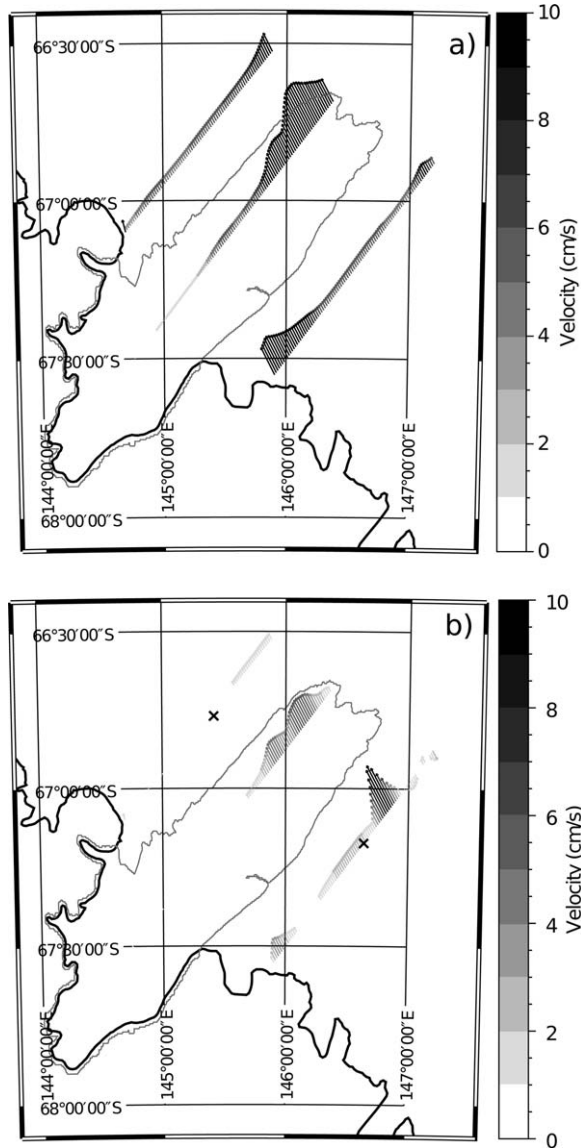 a)
66°30′00″S
67°00′00″S
67°30′00″S
68°00′00″S
144°00′00″E
145°00′00″E
146°00′00″E
147°00′00″E
10
8
6
4
2
0
Velocity (cm/s)
b)
66°30′00″S
67°00′00″S
67°30′00″S
68°00′00″S
144°00′00″E
145°00′00″E
146°00′00″E
147°00′00″E
10
8
6
4
2
0
Velocity (cm/s)